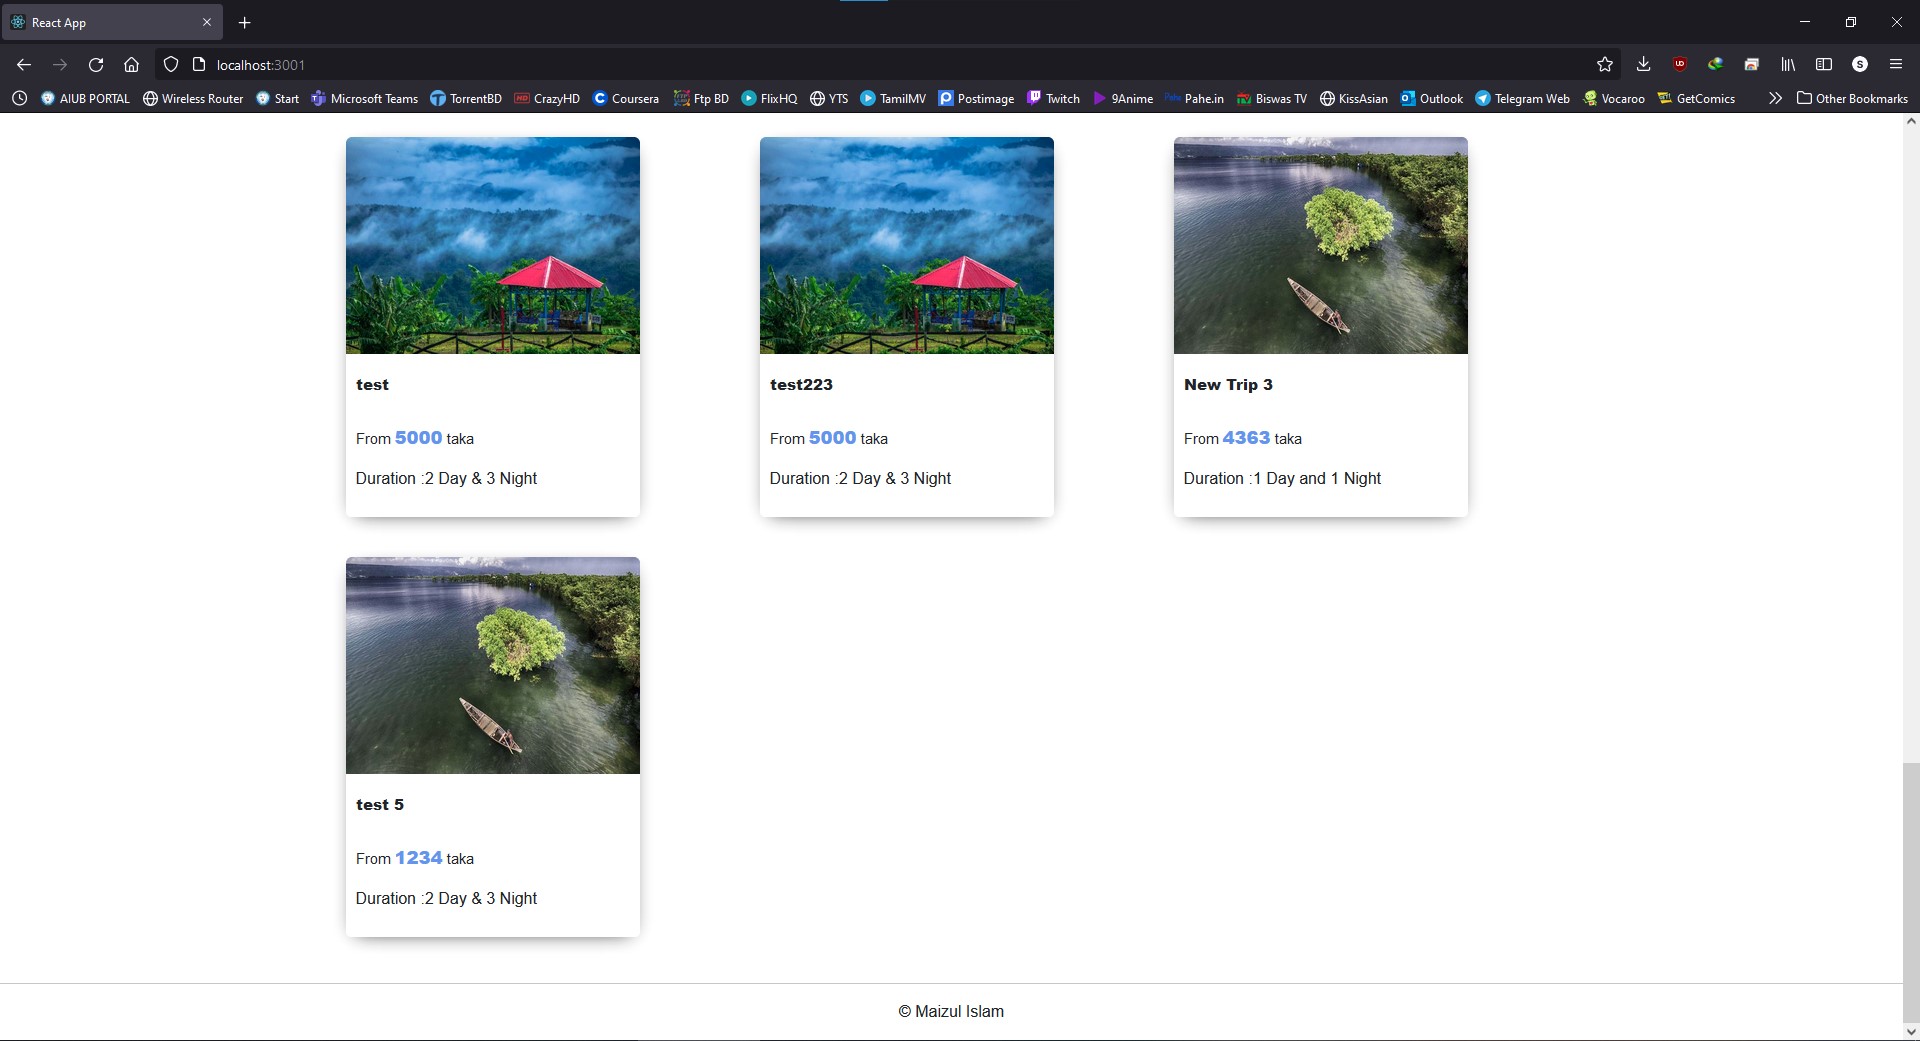 React App
localhost:3001
AIUB PORTAL
Wireless Router
Start
Microsoft Teams
TorrentBD
CrazyHD
Coursera
Ftp BD
FlixHQ
YTS
TamilMV
Postimage
Twitch
9Anime
Pahe.in
Biswas TV
KissAsian
Outlook
Telegram Web
Vocaroo
GetComics
Other Bookmarks
test
From 5000 taka
Duration :2 Day & 3 Night
test223
From 5000 taka
Duration :2 Day & 3 Night
New Trip 3
From 4363 taka
Duration :1 Day and 1 Night
test 5
From 1234 taka
Duration :2 Day & 3 Night
© Maizul Islam